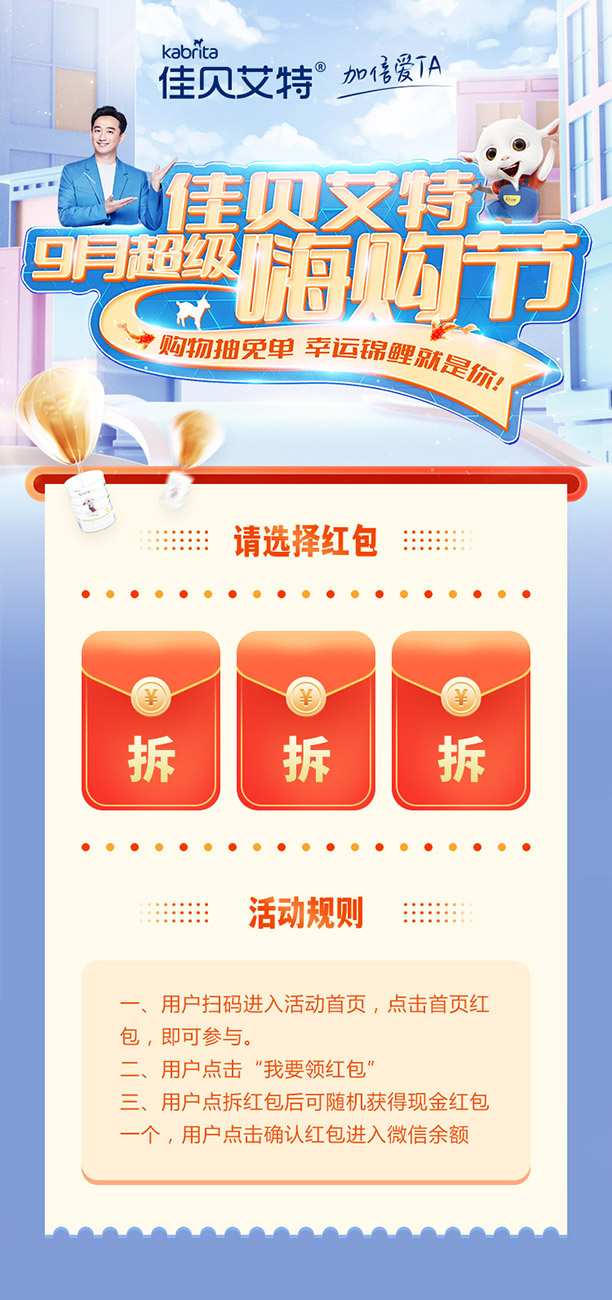 kabrita
佳贝艾特®
加倍爱TA
佳贝艾特
9月超级嗨购节
购物抽免单 幸运锦鲤就是你!
请选择红包
¥
¥
¥
拆
拆
拆
活动规则
一、用户扫码进入活动首页，点击首页红
包，即可参与。
二、用户点击“我要领红包”
三、用户点拆红包后可随机获得现金红包
一个，用户点击确认红包进入微信余额